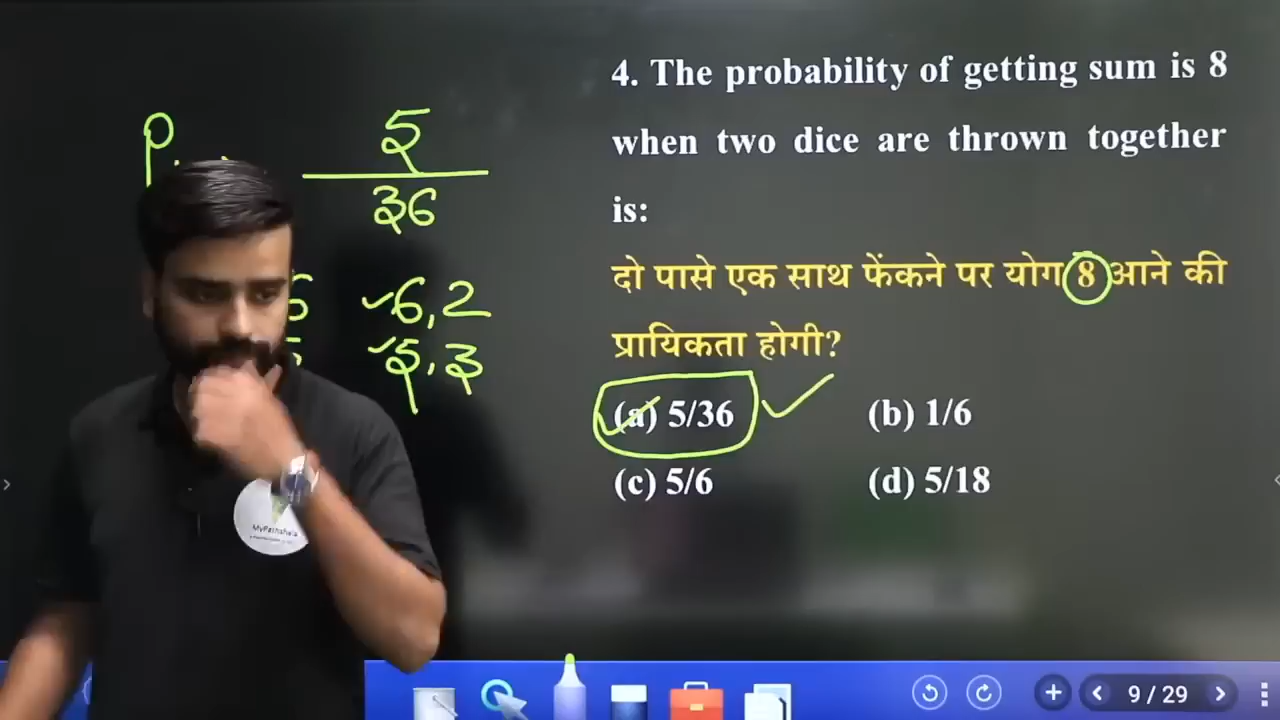 4. The probability of getting sum is 8
when two dice are thrown together
is:
दो पासे एक साथ फेंकने पर योग 8 आने की
प्रायिकता होगी?
(a) 5/36 (b) 1/6
(c) 5/6 (d) 5/18
P
5
36
6,2
5,3
9 / 29